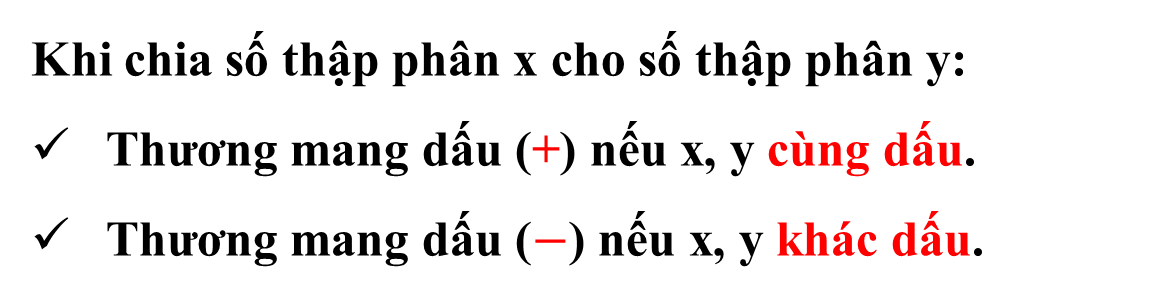 Khi chia số thập phân x cho số thập phân y:
✓ Thương mang dấu (+) nếu x, y cùng dấu.
✓ Thương mang dấu (−) nếu x, y khác dấu.